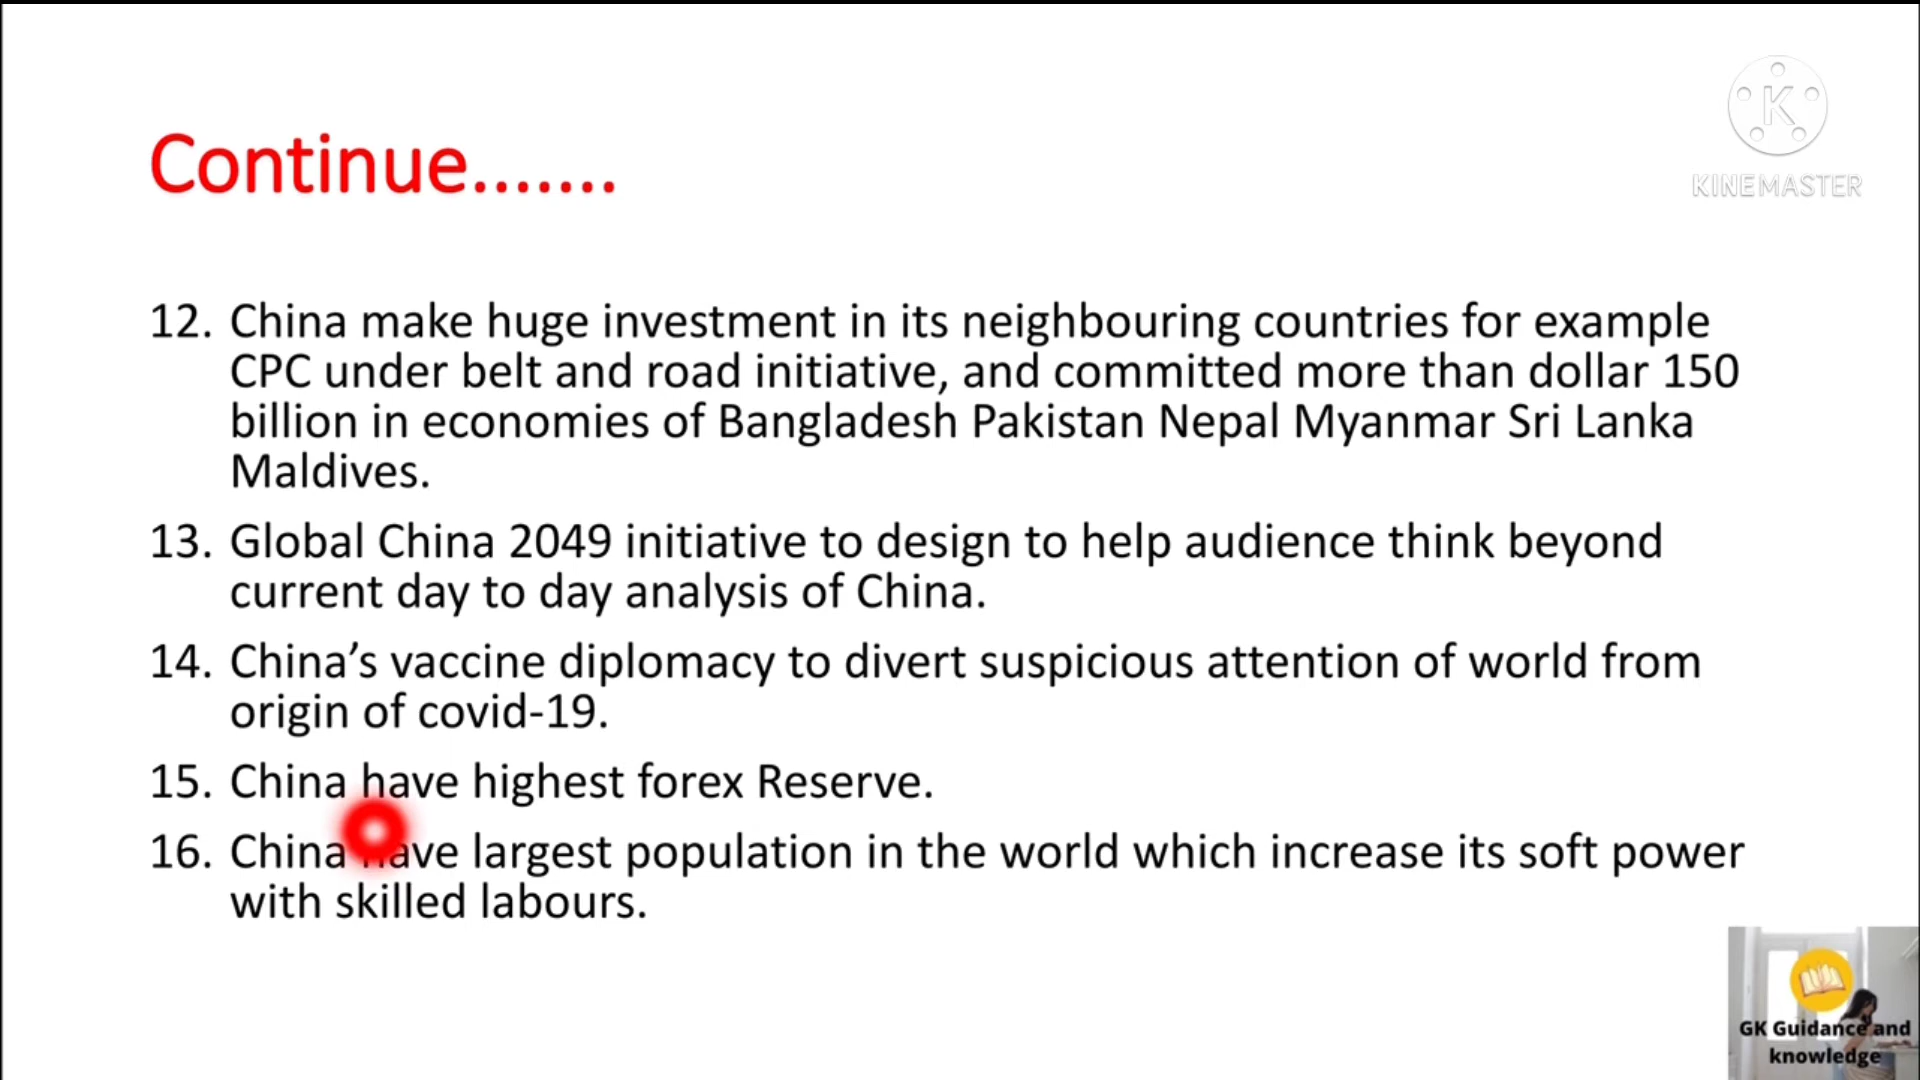 KINEMASTER
Continue.......
12. China make huge investment in its neighbouring countries for example
CPC under belt and road initiative, and committed more than dollar 150
billion in economies of Bangladesh Pakistan Nepal Myanmar Sri Lanka
Maldives.
13. Global China 2049 initiative to design to help audience think beyond
current day to day analysis of China.
14. China’s vaccine diplomacy to divert suspicious attention of world from
origin of covid-19.
15. China have highest forex Reserve.
16. China have largest population in the world which increase its soft power
with skilled labours.
GK Guidance and
knowledge